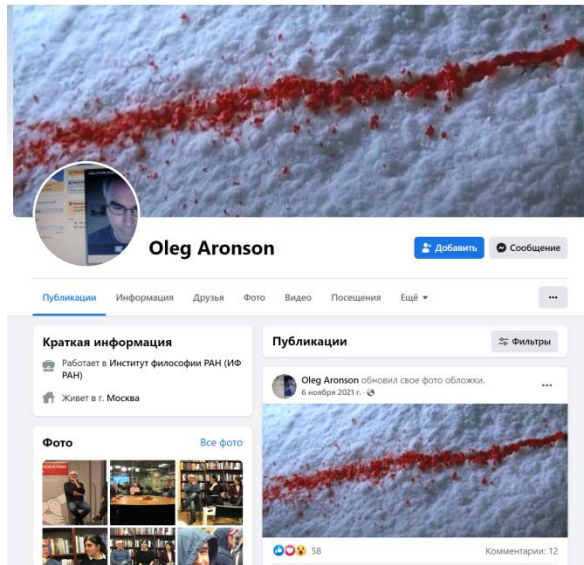 Oleg Aronson
Добавить
Сообщение
Публикации Информация Друзья Фото Видео Посещения Ещё
Краткая информация
Работает в Институт философии РАН (ИФ
РАН)
Живет в г. Москва
Фото Все фото
Публикации Фильтры
Oleg Aronson обновил свое фото обложки.
6 ноября 2021 г.
58 Комментарии: 12